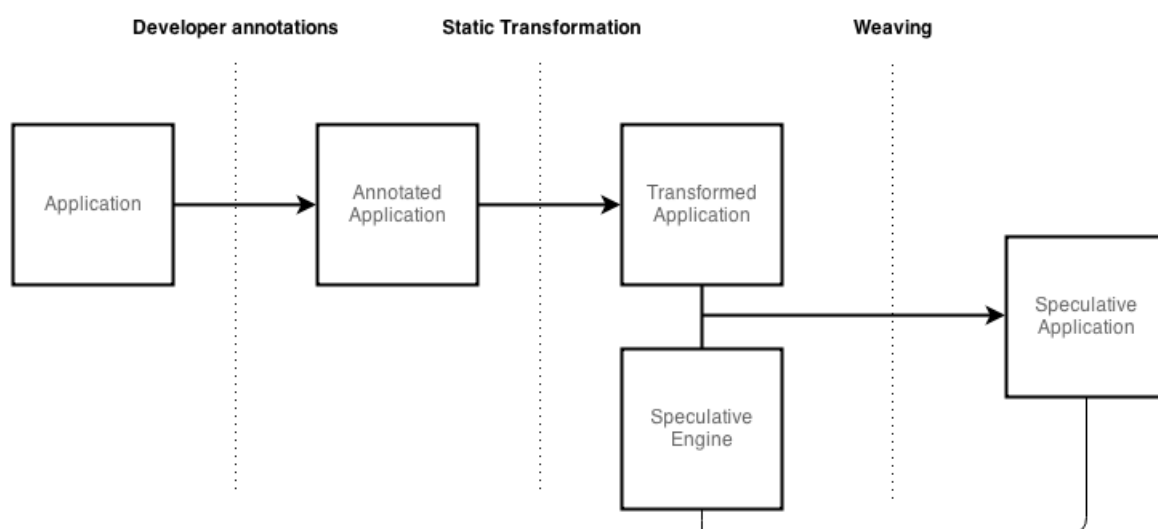 Developer annotations
Static Transformation
Weaving
Application
Annotated
Application
Transformed
Application
Speculative
Application
Speculative
Engine